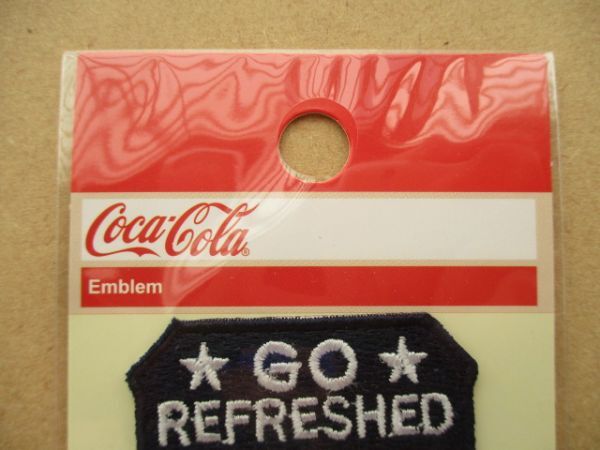 Coca-Cola®
Emblem
★ GO ★
REFRESHED